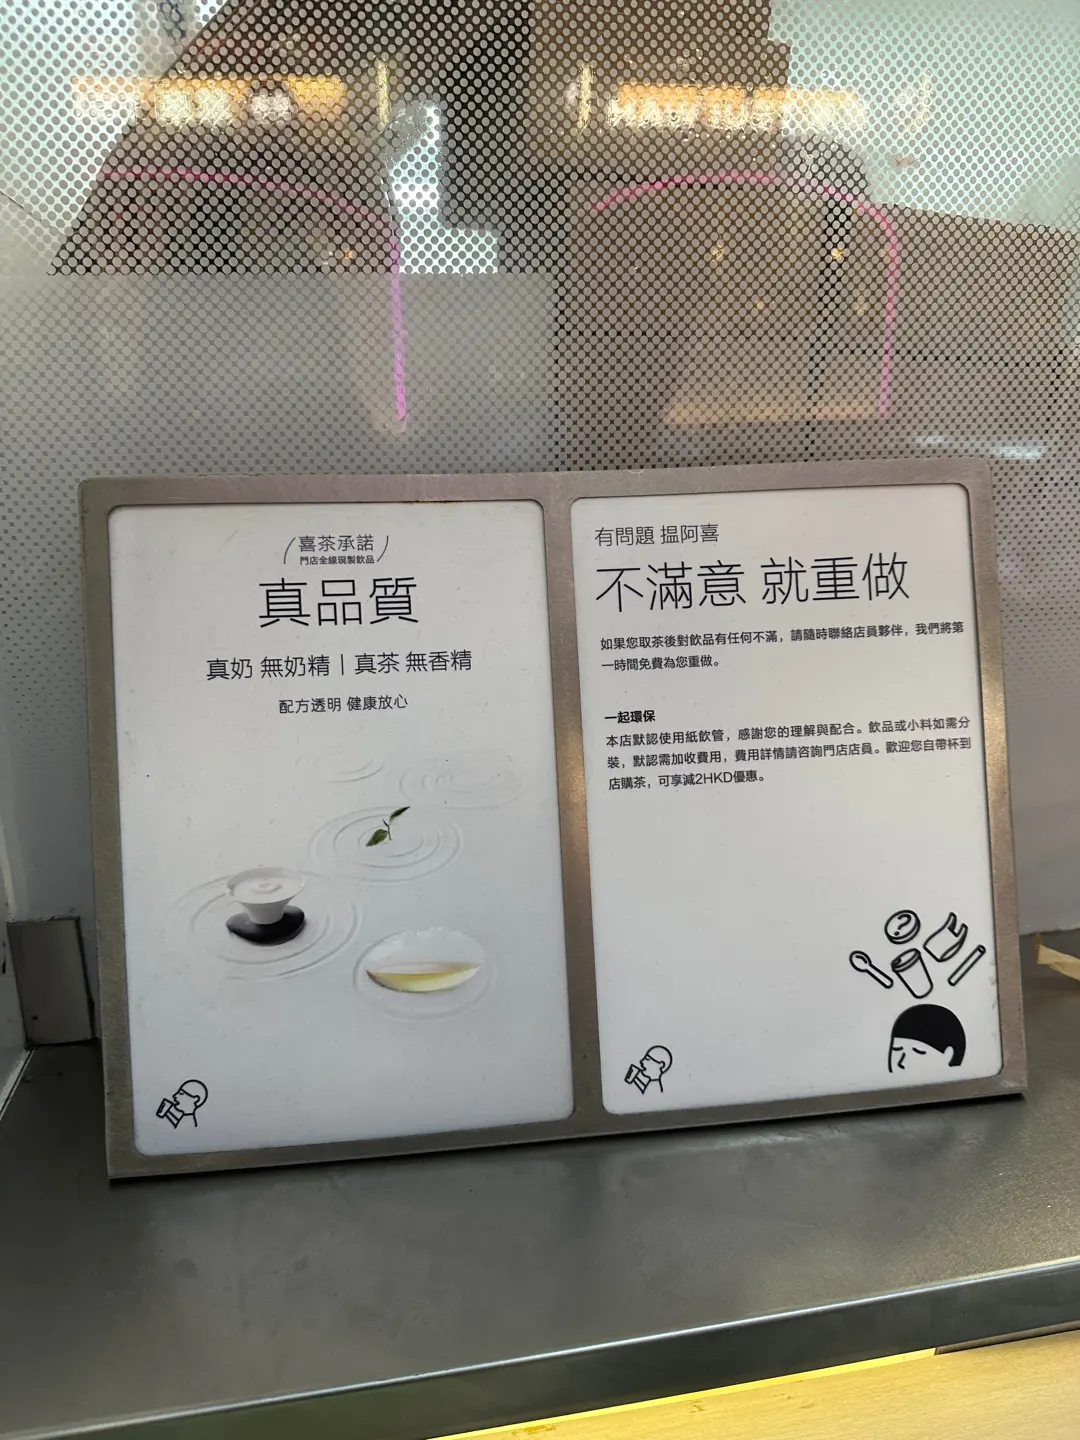 喜茶承諾
門店全線現製飲品
真品質
真奶 無奶精｜真茶 無香精
配方透明 健康放心
有問題 揾阿喜
不滿意 就重做
如果您取茶後對飲品有任何不滿，請隨時聯絡店員夥伴，我們將第
一時間免費為您重做。
一起環保
本店默認使用紙飲管，感謝您的理解與配合。飲品或小料如需分
裝，默認需加收費用，費用詳情請咨詢門店店員。歡迎您自帶杯到
店購茶，可享減2HKD優惠。
?